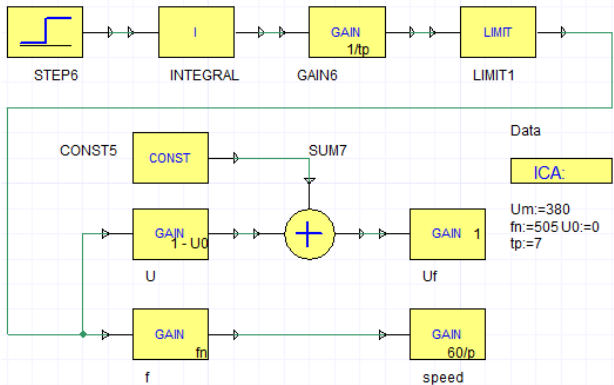 I
GAIN
1/tp
LIMIT
STEP6
INTEGRAL
GAIN6
LIMIT1
Data
CONST5
CONST
SUM7
ICA:
Um:=380
fn:=505 U0:=0
tp:=7
GAIN
1 - U0
GAIN
1
U
Uf
GAIN
fn
GAIN
60/p
f
speed